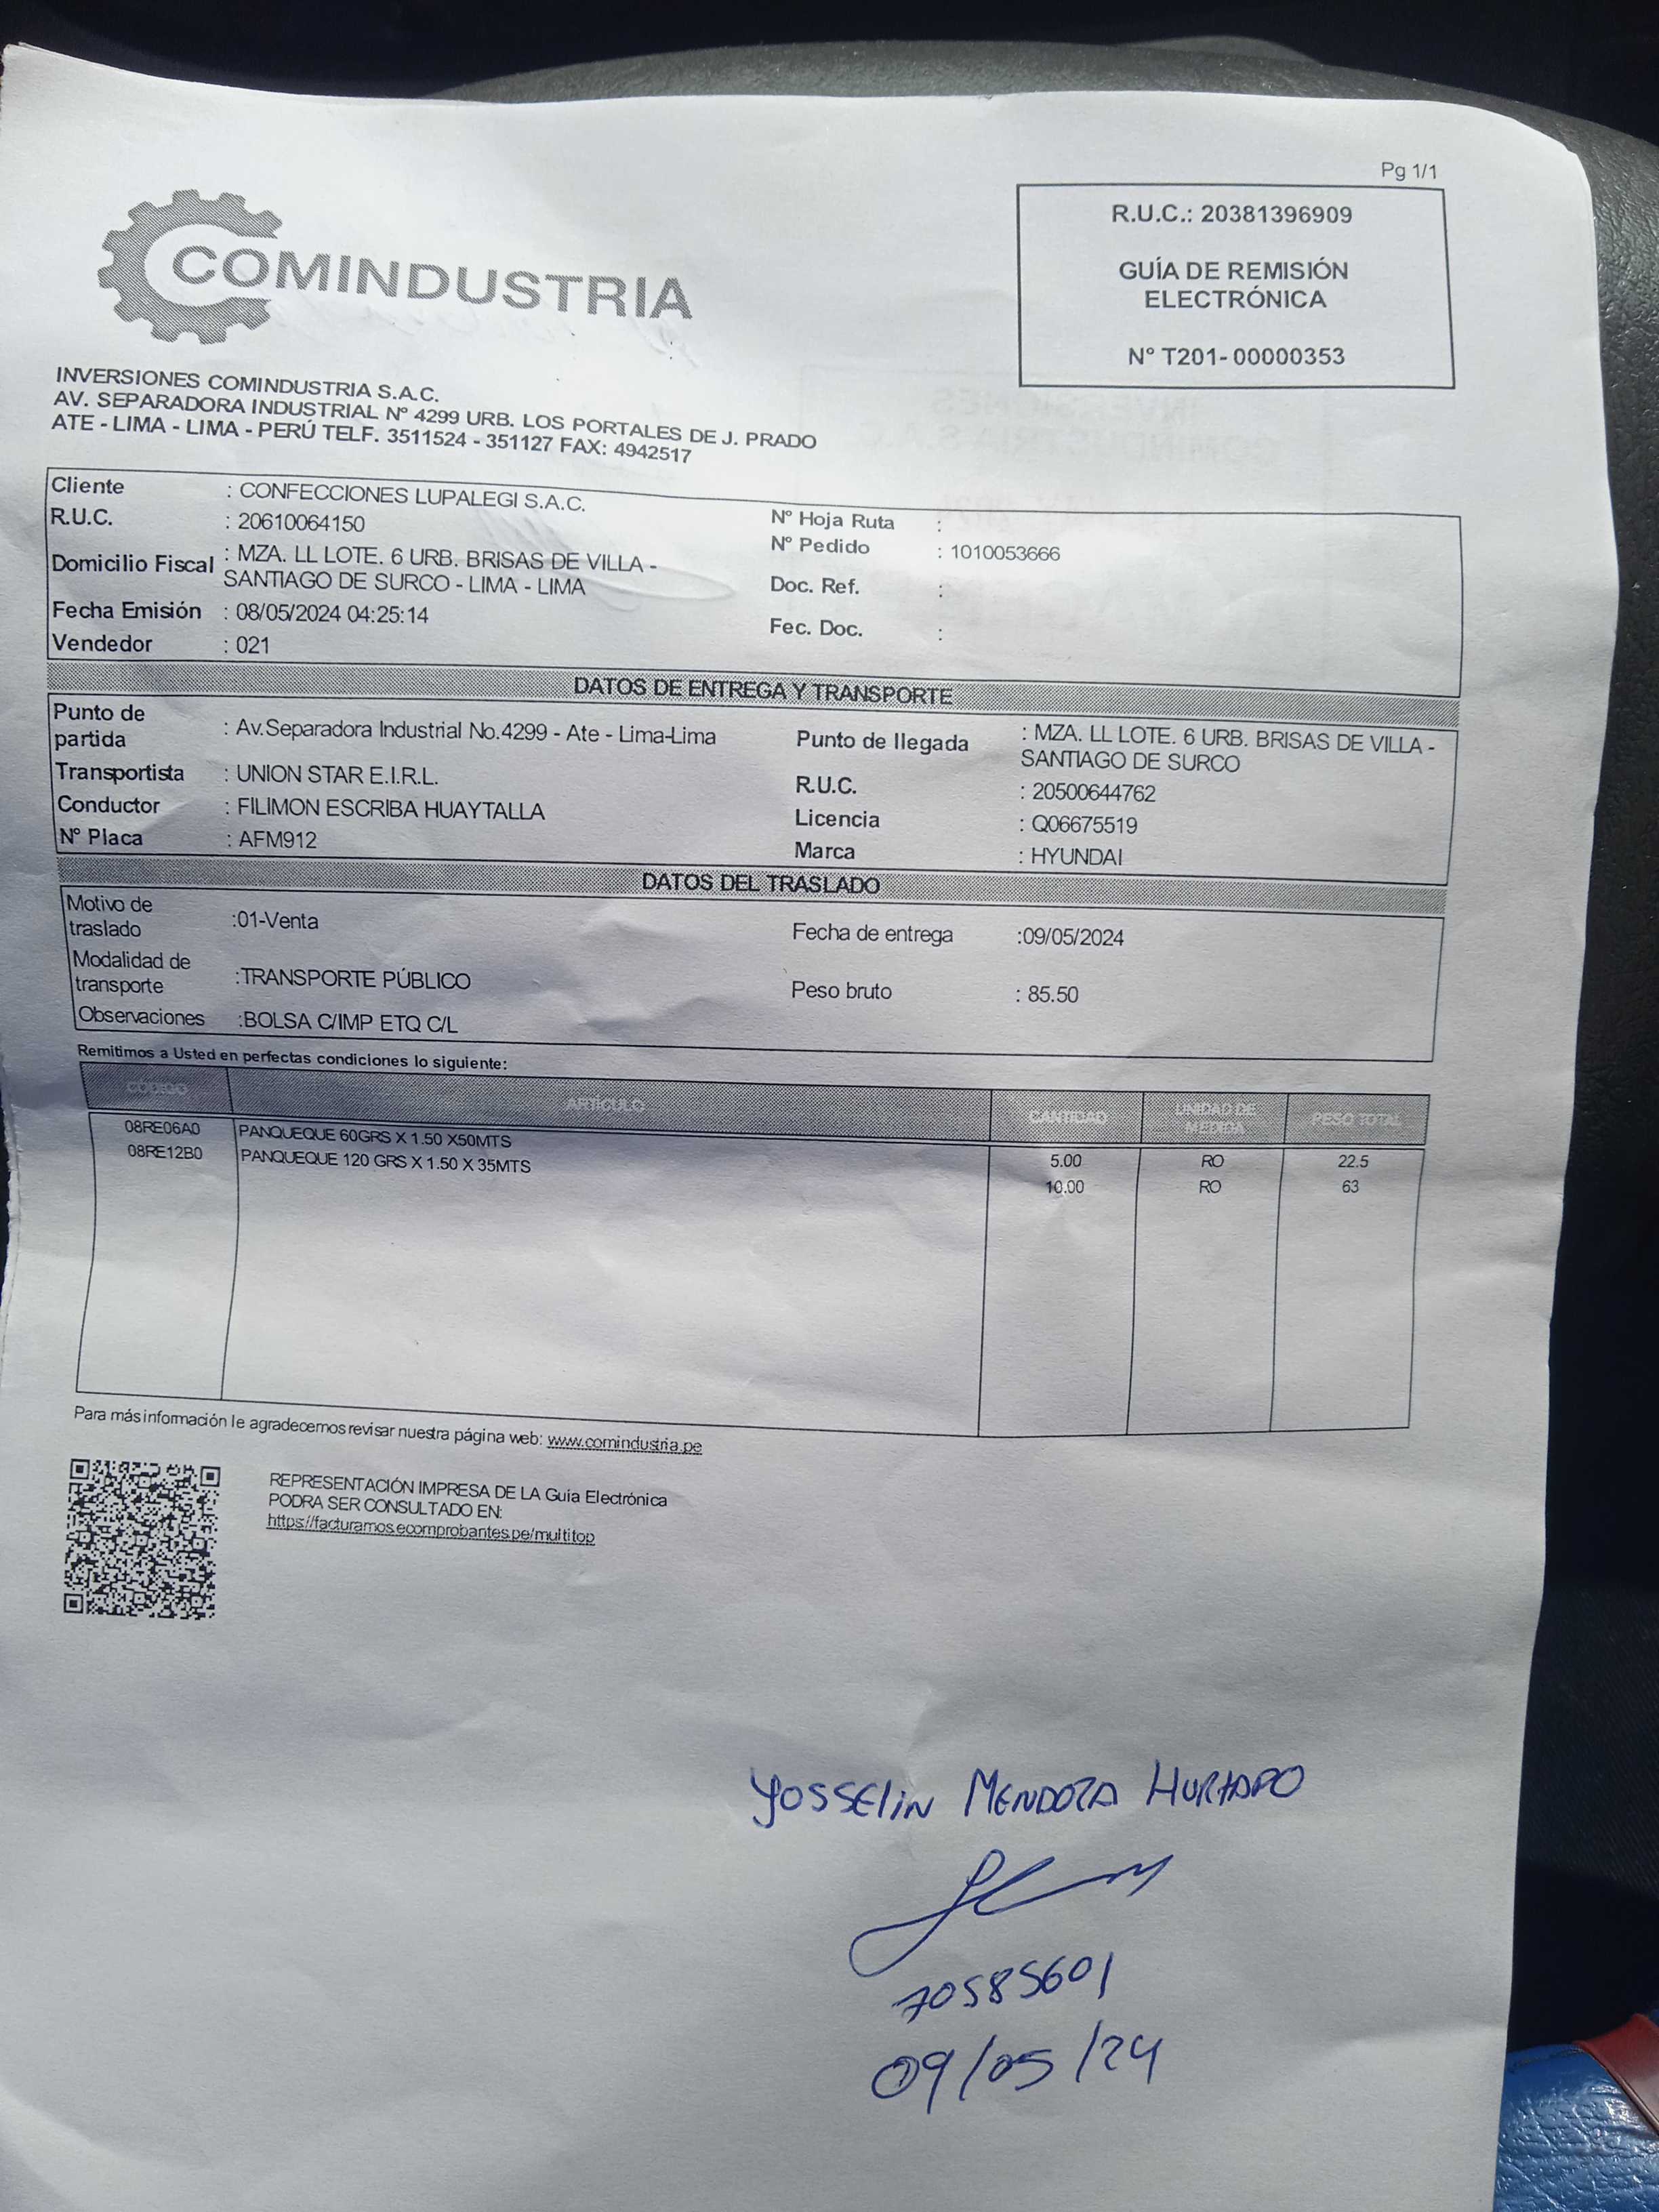 Pg 1/1
COMINDUSTRIA
R.U.C.: 20381396909
GUÍA DE REMISIÓN
ELECTRÓNICA
Nº T201- 00000353
INVERSIONES COMINDUSTRIA S.A.C.
AV. SEPARADORA INDUSTRIAL Nº 4299 URB. LOS PORTALES DE J. PRADO
ATE - LIMA - LIMA - PERÚ TELF. 3511524 - 351127 FAX: 4942517
Cliente : CONFECCIONES LUPALEGI S.A.C.
R.U.C. : 20610064150 Nº Hoja Ruta :
Nº Pedido : 1010053666
Domicilio Fiscal : MZA. LL LOTE. 6 URB. BRISAS DE VILLA -
SANTIAGO DE SURCO - LIMA - LIMA Doc. Ref. :
Fecha Emisión : 08/05/2024 04:25:14 Fec. Doc. :
Vendedor : 021
DATOS DE ENTREGA Y TRANSPORTE
Punto de
partida : Av.Separadora Industrial No.4299 - Ate - Lima-Lima Punto de llegada : MZA. LL LOTE. 6 URB. BRISAS DE VILLA -
SANTIAGO DE SURCO
Transportista : UNION STAR E.I.R.L. R.U.C. : 20500644762
Conductor : FILIMON ESCRIBA HUAYTALLA Licencia : Q06675519
Nº Placa : AFM912 Marca : HYUNDAI
DATOS DEL TRASLADO
Motivo de
traslado :01-Venta Fecha de entrega :09/05/2024
Modalidad de
transporte :TRANSPORTE PÚBLICO Peso bruto : 85.50
Observaciones :BOLSA C/IMP ETQ C/L
Remitimos a Usted en perfectas condiciones lo siguiente:
CÓDIGO ARTÍCULO CANTIDAD UNIDAD DE MEDIDA PESO TOTAL
08RE06A0 PANQUEQUE 60GRS X 1.50 X50MTS 5.00 RO 22.5
08RE12B0 PANQUEQUE 120 GRS X 1.50 X 35MTS 10.00 RO 63
Para más información le agradecemos revisar nuestra página web: www.comindustria.pe
REPRESENTACIÓN IMPRESA DE LA Guia Electrónica
PODRA SER CONSULTADO EN:
https://facturamos.ecomprobantes.pe/multitop
YOSSELIN MENDOZA HURTADO
70585601
09/05/24